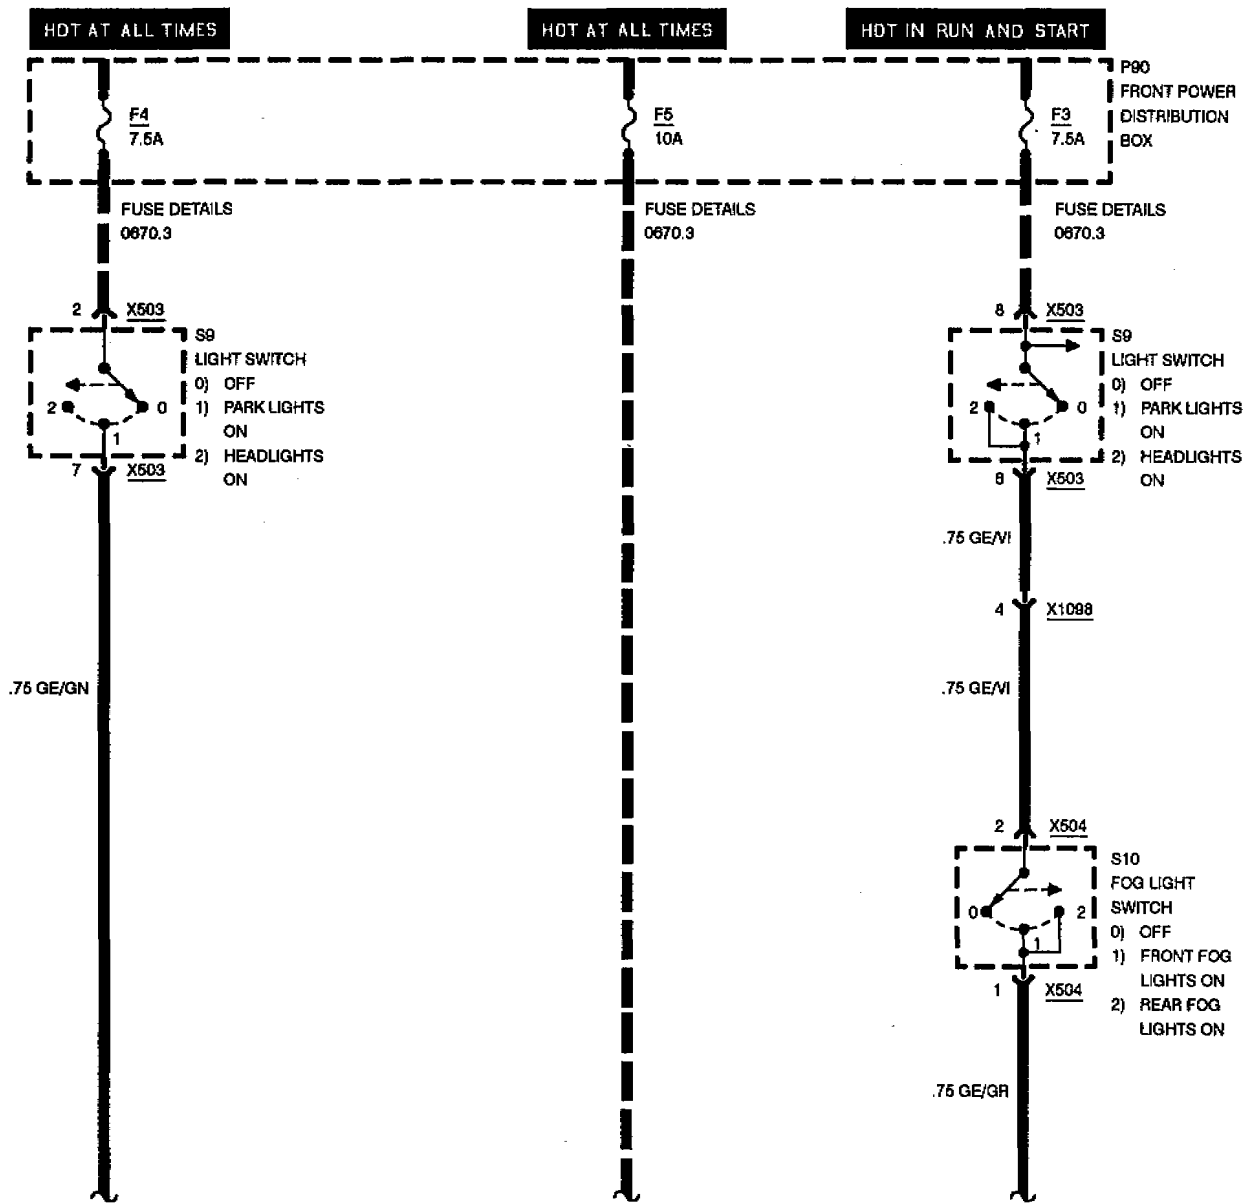 HOT AT ALL TIMES
HOT AT ALL TIMES
HOT IN RUN AND START
P90
FRONT POWER
DISTRIBUTION
BOX
F4
7.5A
F5
10A
F3
7.5A
FUSE DETAILS
0670.3
FUSE DETAILS
0670.3
FUSE DETAILS
0670.3
2 X503
S9
LIGHT SWITCH
0) OFF
1) PARK LIGHTS
ON
2) HEADLIGHTS
ON
2 0
1
7 X503
8 X503
S9
LIGHT SWITCH
0) OFF
1) PARK LIGHTS
ON
2) HEADLIGHTS
ON
2 0
1
6 X503
.75 GE/VI
4 X1098
.75 GE/GN
.75 GE/VI
2 X504
S10
FOG LIGHT
SWITCH
0) OFF
1) FRONT FOG
LIGHTS ON
2) REAR FOG
LIGHTS ON
0 2
1
1 X504
.75 GE/GR